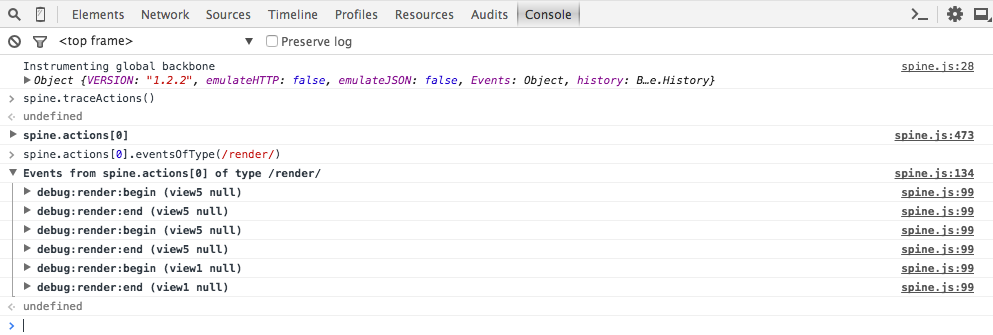 Elements Network Sources Timeline Profiles Resources Audits Console
<top frame> Preserve log
Instrumenting global backbone spine.js:28
Object {VERSION: "1.2.2", emulateHTTP: false, emulateJSON: false, Events: Object, history: B…e.History}
spine.traceActions()
undefined
spine.actions[0] spine.js:473
spine.actions[0].eventsOfType(/render/)
Events from spine.actions[0] of type /render/ spine.js:134
debug:render:begin (view5 null) spine.js:99
debug:render:end (view5 null) spine.js:99
debug:render:begin (view5 null) spine.js:99
debug:render:end (view5 null) spine.js:99
debug:render:begin (view1 null) spine.js:99
debug:render:end (view1 null) spine.js:99
undefined